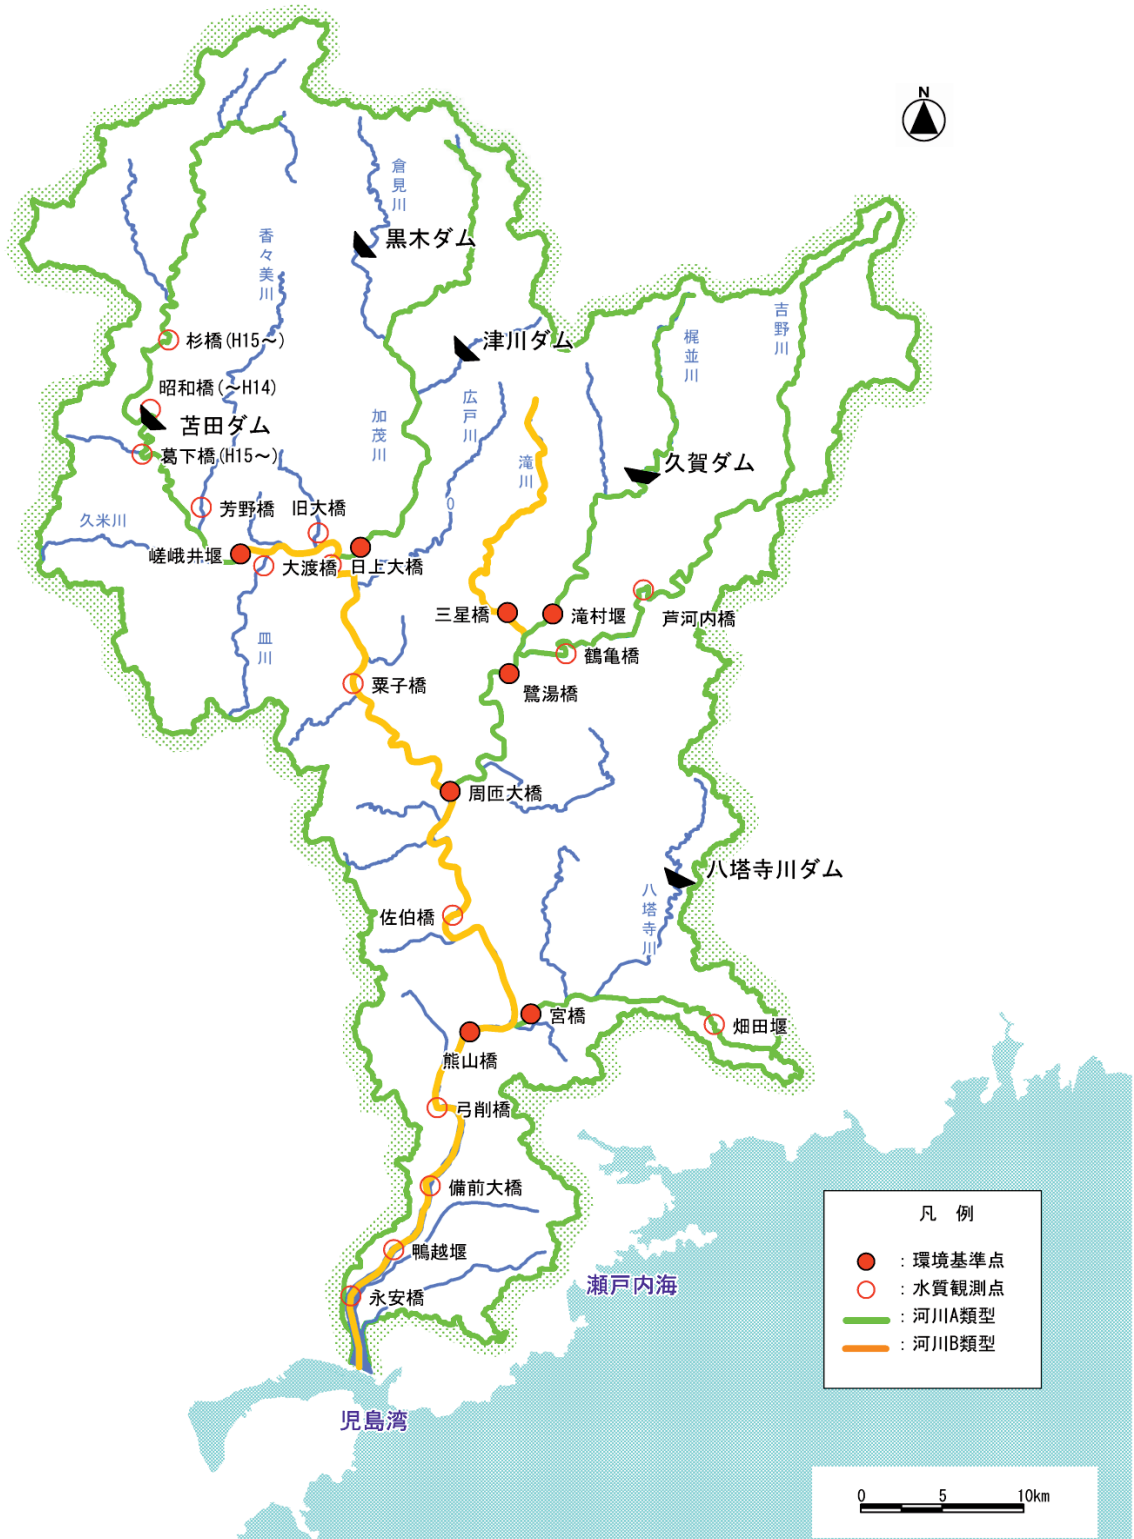 N
倉見川
黒木ダム
香々美川
吉野川
杉橋(H15～)
津川ダム
梶並川
昭和橋(～H14)
広戸川
加茂川
苫田ダム
滝川
葛下橋(H15～)
久賀ダム
0
芳野橋
旧大橋
久米川
嵯峨井堰
大渡橋
日上大橋
三星橋
滝村堰
芦河内橋
皿川
鶴亀橋
粟子橋
鷺湯橋
周匝大橋
八塔寺川ダム
八塔寺川
佐伯橋
宮橋
畑田堰
熊山橋
弓削橋
備前大橋
鴨越堰
永安橋
瀬戸内海
児島湾
凡 例
：環境基準点
：水質観測点
：河川A類型
：河川B類型
0 5 10km